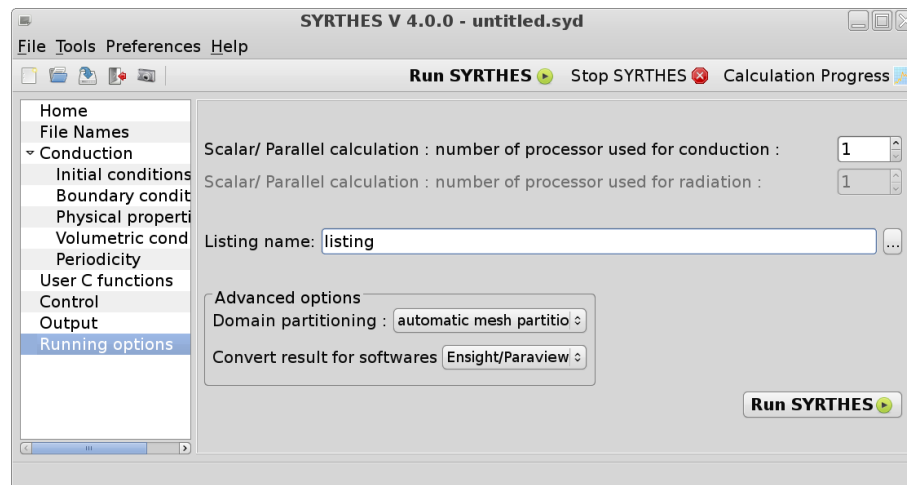 SYRTHES V 4.0.0 - untitled.syd
File Tools Preferences Help
Run SYRTHES Stop SYRTHES Calculation Progress
Home
File Names
Conduction
Initial conditions
Boundary condit
Physical properti
Volumetric cond
Periodicity
User C functions
Control
Output
Running options
Scalar/ Parallel calculation : number of processor used for conduction : 1
Scalar/ Parallel calculation : number of processor used for radiation : 1
Listing name: listing ...
Advanced options
Domain partitioning : automatic mesh partitio
Convert result for softwares Ensight/Paraview
Run SYRTHES